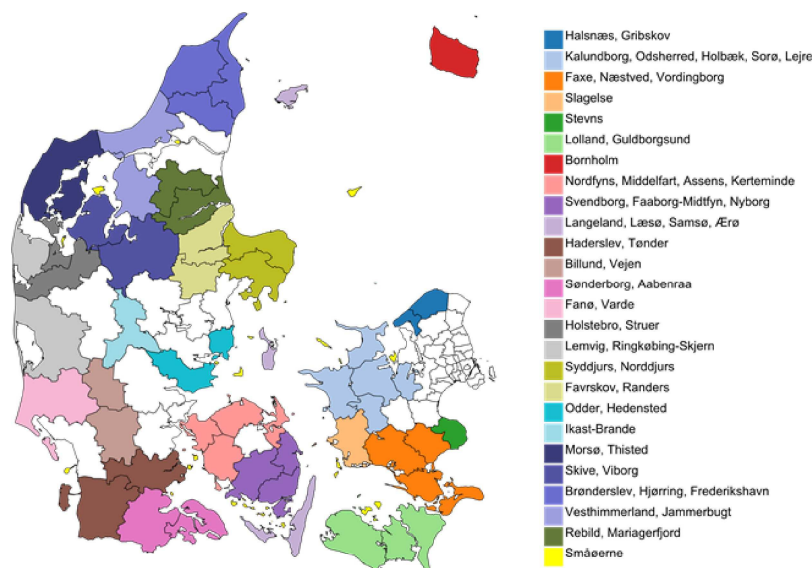 Halsnæs, Gribskov
Kalundborg, Odsherred, Holbæk, Sorø, Lejre
Faxe, Næstved, Vordingborg
Slagelse
Stevns
Lolland, Guldborgsund
Bornholm
Nordfyns, Middelfart, Assens, Kerteminde
Svendborg, Faaborg-Midtfyn, Nyborg
Langeland, Læsø, Samsø, Ærø
Haderslev, Tønder
Billund, Vejen
Sønderborg, Aabenraa
Fanø, Varde
Holstebro, Struer
Lemvig, Ringkøbing-Skjern
Syddjurs, Norddjurs
Favrskov, Randers
Odder, Hedensted
Ikast-Brande
Morsø, Thisted
Skive, Viborg
Brønderslev, Hjørring, Frederikshavn
Vesthimmerland, Jammerbugt
Rebild, Mariagerfjord
Småøerne